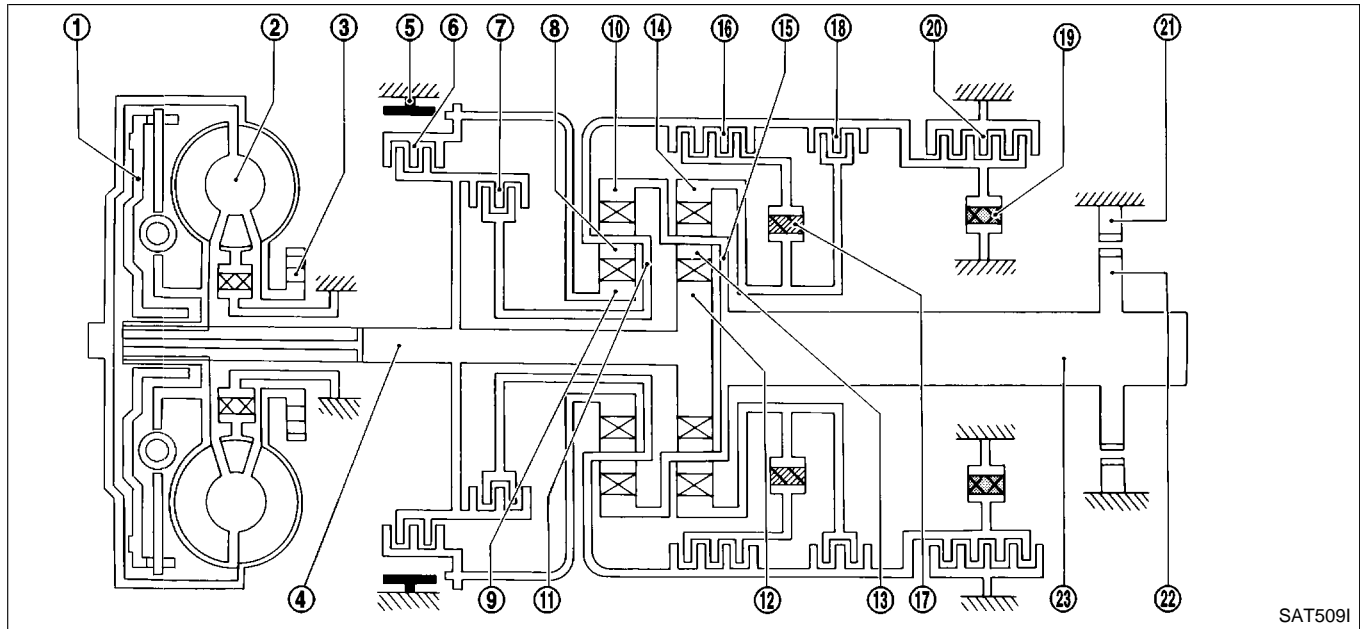 ① ② ③ ⑤ ⑥ ⑦ ⑧ ⑩ ⑭ ⑯ ⑮ ⑱ ⑳ ⑲ ㉑
④ ⑨ ⑪ ⑫ ⑬ ⑰ ㉓ ㉒
SAT509I